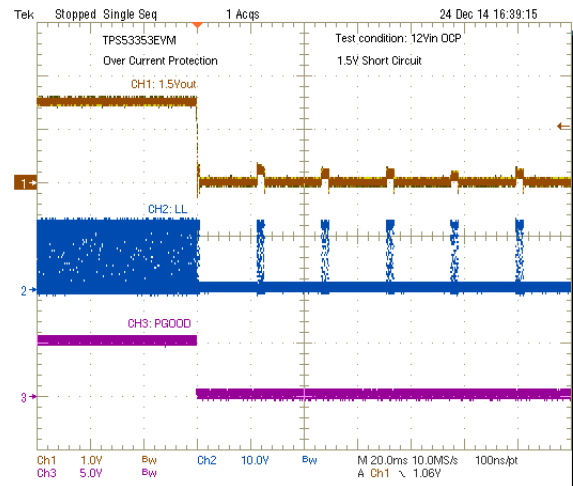 Tek Stopped Single Seq 1 Acqs 24 Dec 14 16:39:15
TPS53353EVM Test condition: 12Vin OCP
Over Current Protection 1.5V Short Circuit
CH1: 1.5Vout
1
CH2: LL
2
CH3: PGOOD
3
Ch1 1.0V Bw Ch2 10.0V Bw M 20.0ms 10.0MS/s 100ns/pt
Ch3 5.0V Bw A Ch1 \ 1.06V